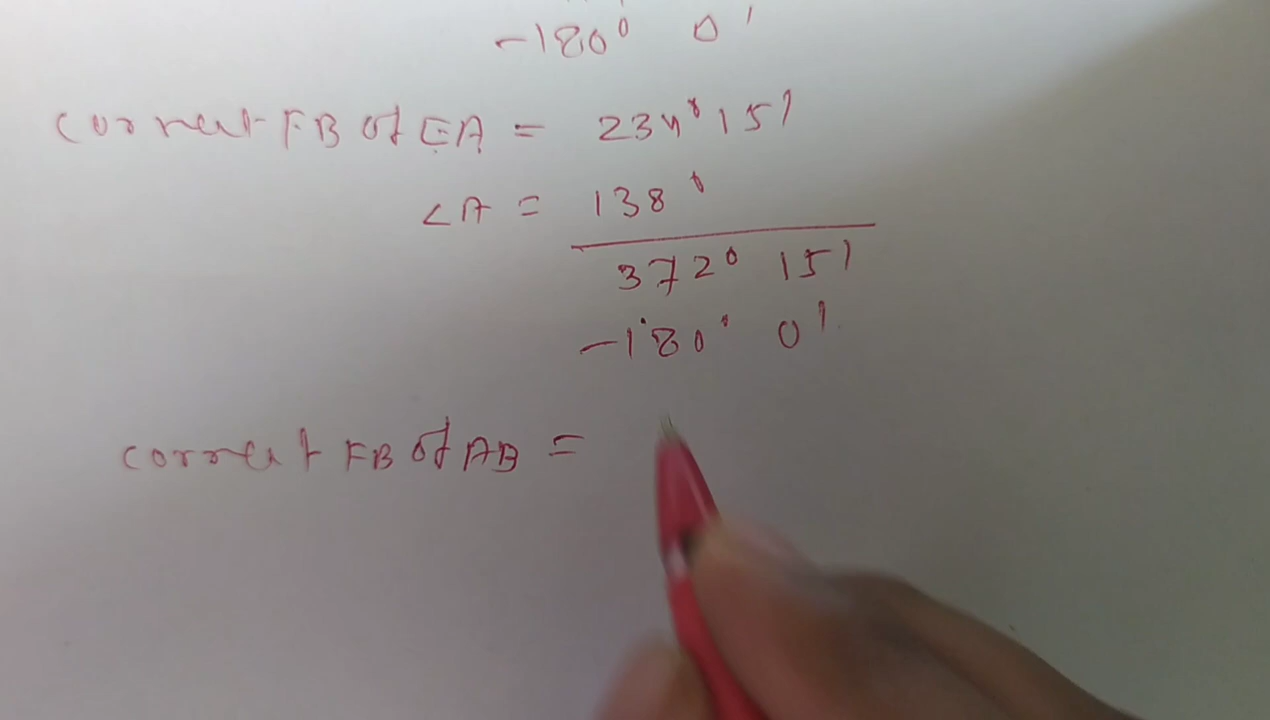 -180° 0'
correct FB of EA = 234° 15'
<A = 138°
372° 15'
-180° 0'
correct FB of AB =